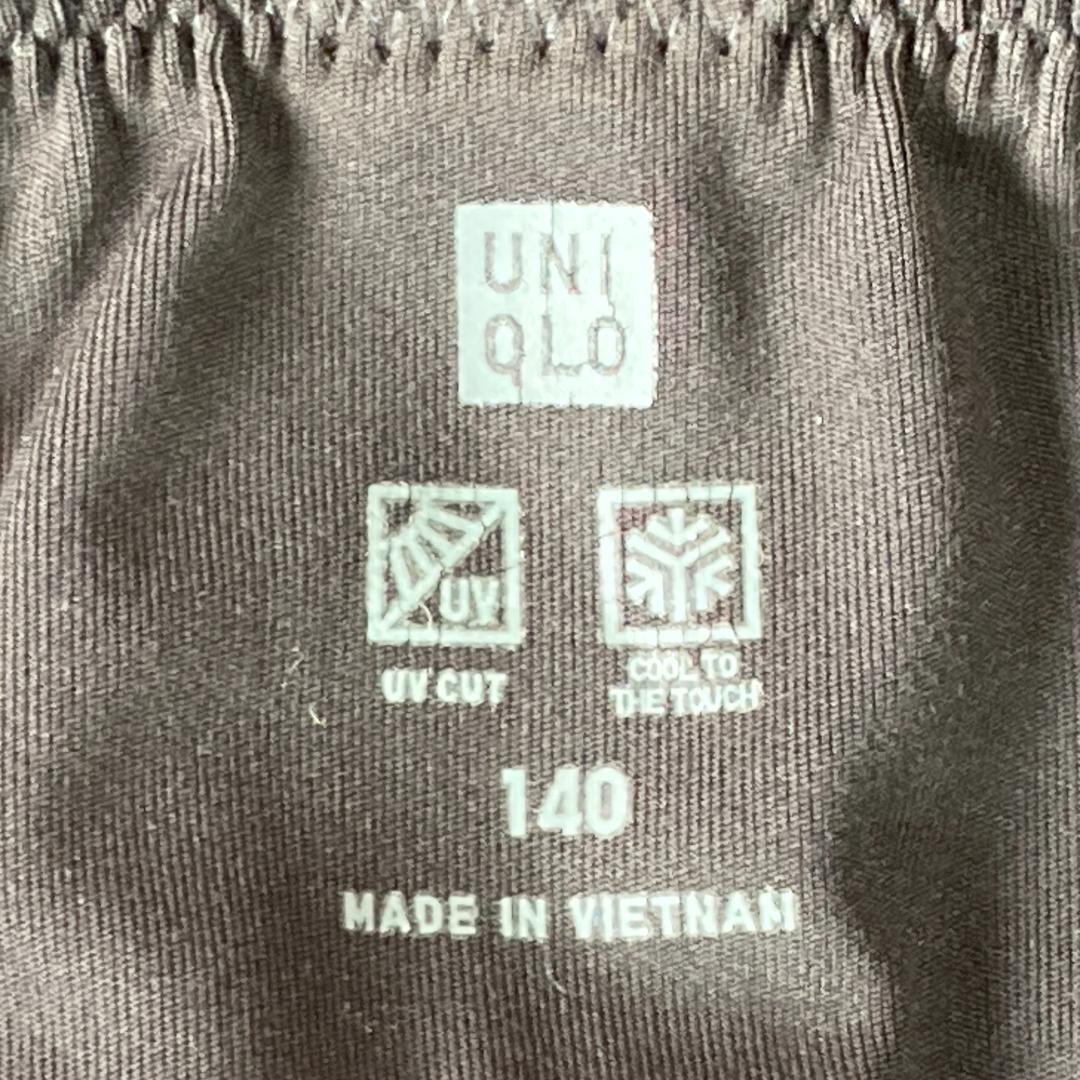 UNI
QLO
UV
UV CUT
COOL TO
THE TOUCH
140
MADE IN VIETNAM